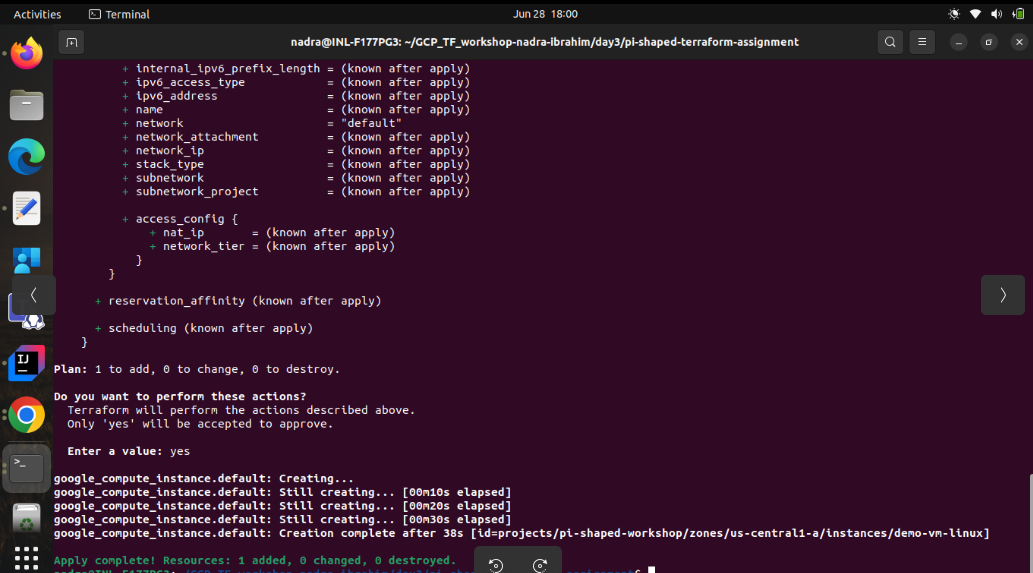 Activities
Terminal
Jun 28 18:00
nadra@INL-F177PG3: ~/GCP_TF_workshop-nadra-ibrahim/day3/pi-shaped-terraform-assignment
+ internal_ipv6_prefix_length = (known after apply)
+ ipv6_access_type = (known after apply)
+ ipv6_address = (known after apply)
+ name = (known after apply)
+ network = "default"
+ network_attachment = (known after apply)
+ network_ip = (known after apply)
+ stack_type = (known after apply)
+ subnetwork = (known after apply)
+ subnetwork_project = (known after apply)
+ access_config {
+ nat_ip = (known after apply)
+ network_tier = (known after apply)
}
}
+ reservation_affinity (known after apply)
+ scheduling (known after apply)
}
Plan: 1 to add, 0 to change, 0 to destroy.
Do you want to perform these actions?
Terraform will perform the actions described above.
Only 'yes' will be accepted to approve.
Enter a value: yes
google_compute_instance.default: Creating...
google_compute_instance.default: Still creating... [00m10s elapsed]
google_compute_instance.default: Still creating... [00m20s elapsed]
google_compute_instance.default: Still creating... [00m30s elapsed]
google_compute_instance.default: Creation complete after 38s [id=projects/pi-shaped-workshop/zones/us-central1-a/instances/demo-vm-linux]
Apply complete! Resources: 1 added, 0 changed, 0 destroyed.